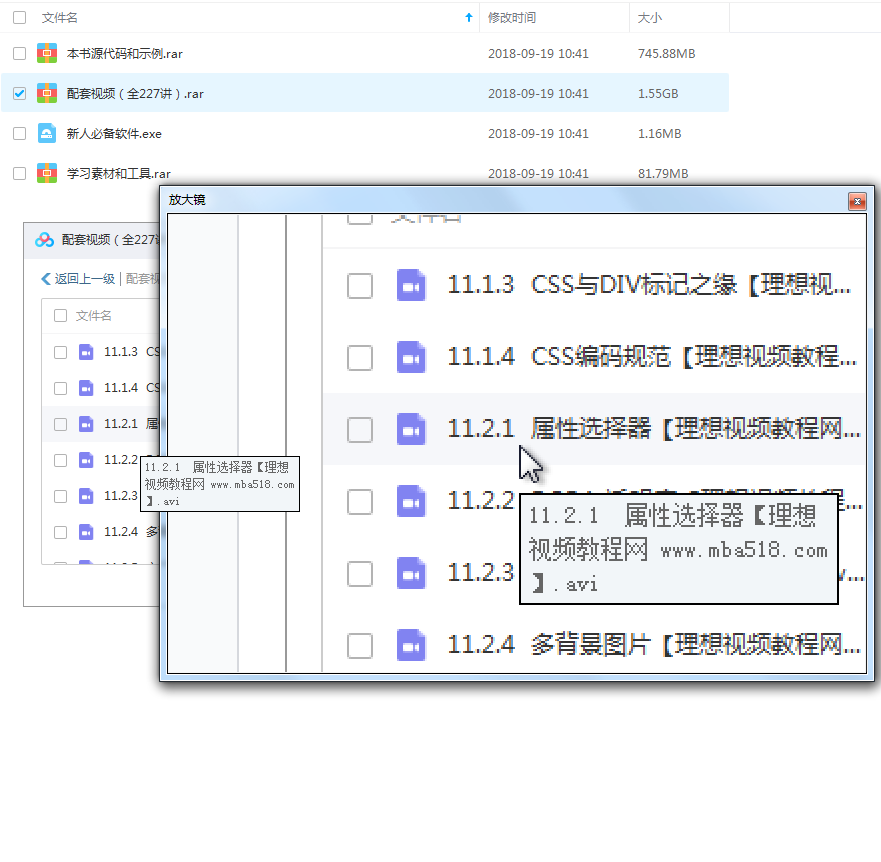 文件名 修改时间 大小
本书源代码和示例.rar 2018-09-19 10:41 745.88MB
配套视频（全227讲）.rar 2018-09-19 10:41 1.55GB
新人必备软件.exe 2018-09-19 10:41 1.16MB
学习素材和工具.rar 2018-09-19 10:41 81.79MB
配套视频（全227
返回上一级 | 配套视
文件名
11.1.3 CS
11.1.4 CS
11.2.1 属
11.2.2
11.2.3
11.2.4 多
11.2.1 属性选择器【理想
视频教程网 www.mba518.com
】.avi
放大镜
文件名
11.1.3 CSS与DIV标记之缘【理想视...
11.1.4 CSS编码规范【理想视频教程...
11.2.1 属性选择器【理想视频教程网...
11.2.2
11.2.3
11.2.4 多背景图片【理想视频教程网...
11.2.1 属性选择器【理想
视频教程网 www.mba518.com
】.avi